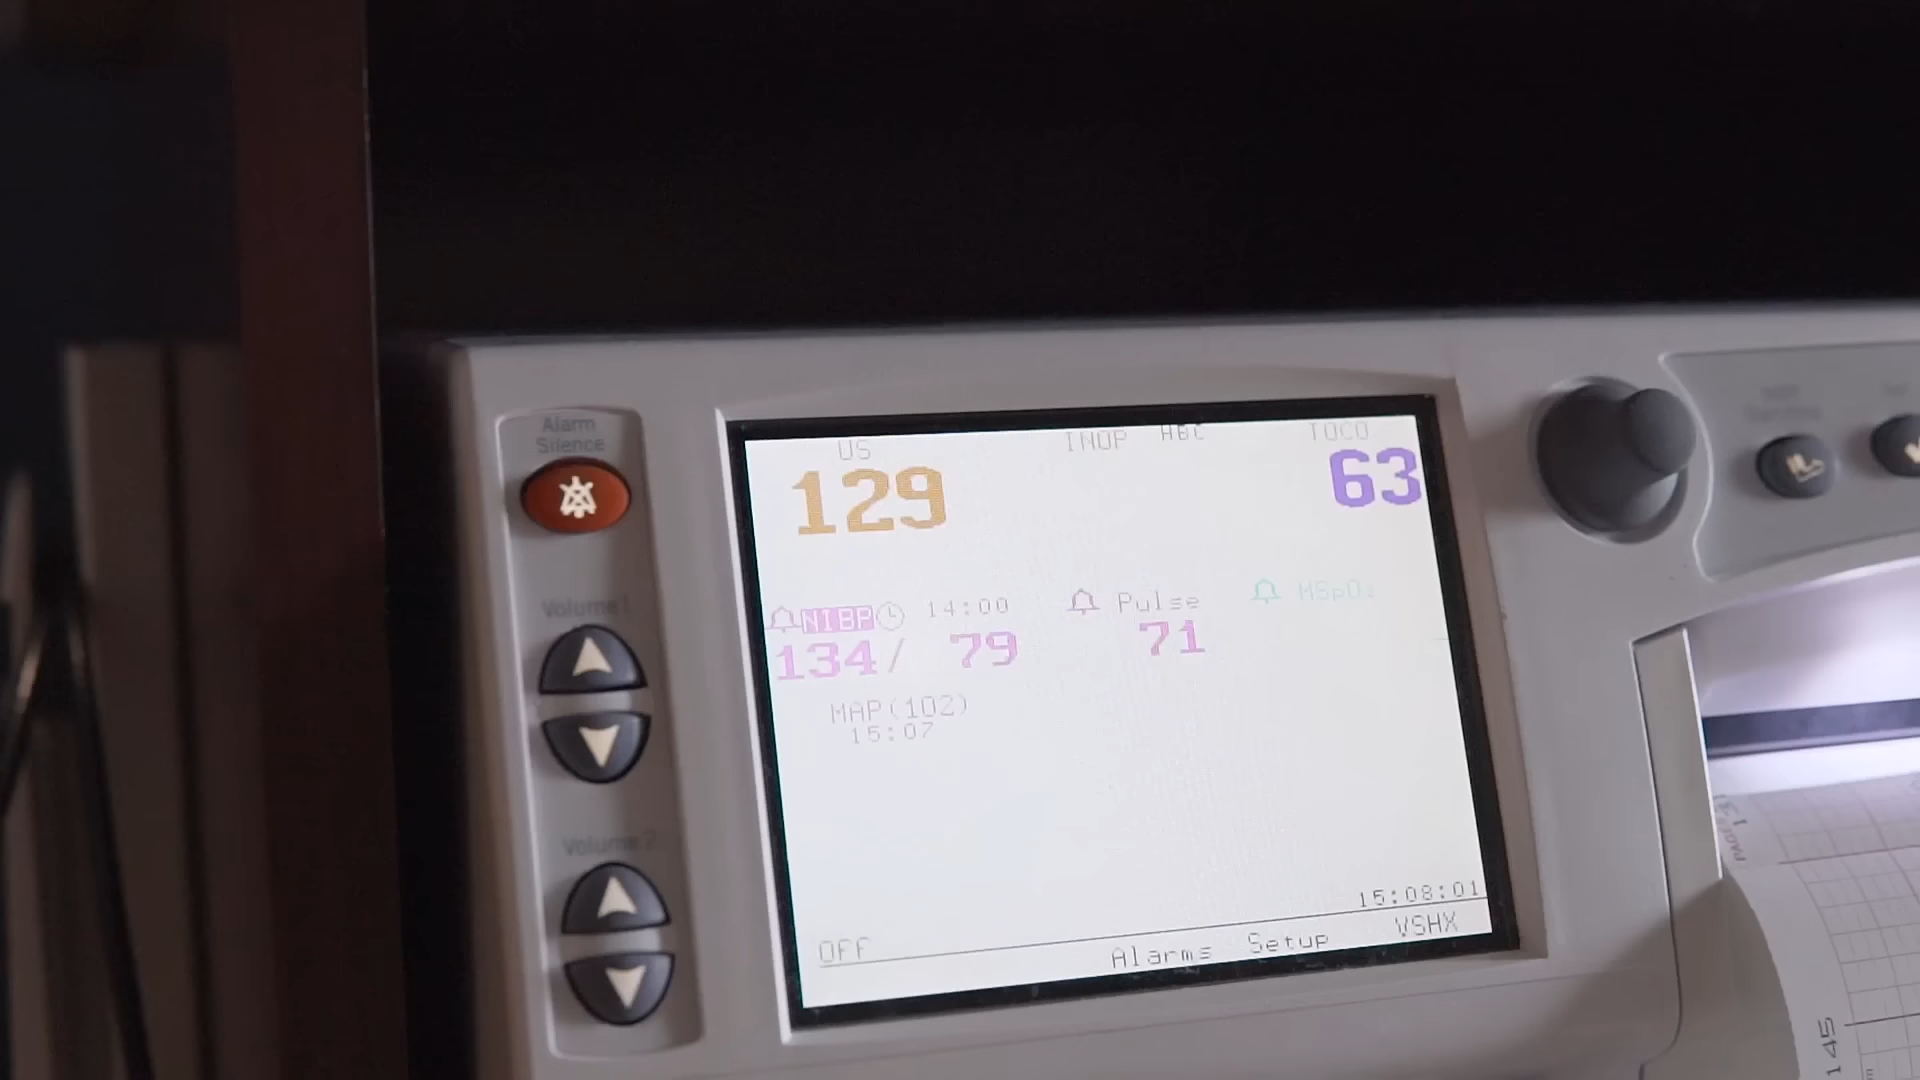 Alarm
Silence
US INOP HBC TOCO
129 63
NIBP 14:00 Pulse MSpO₂
134/ 79 71
MAP(102)
15:07
Volume 1
Volume 2
15:08:01
OFF Alarms Setup VSHX
145